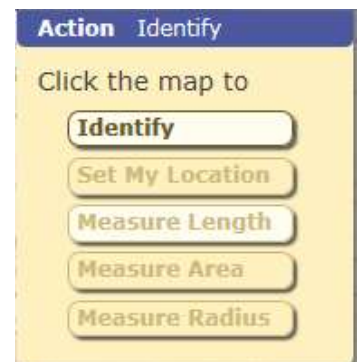 Action Identify
Click the map to
Identify
Set My Location
Measure Length
Measure Area
Measure Radius